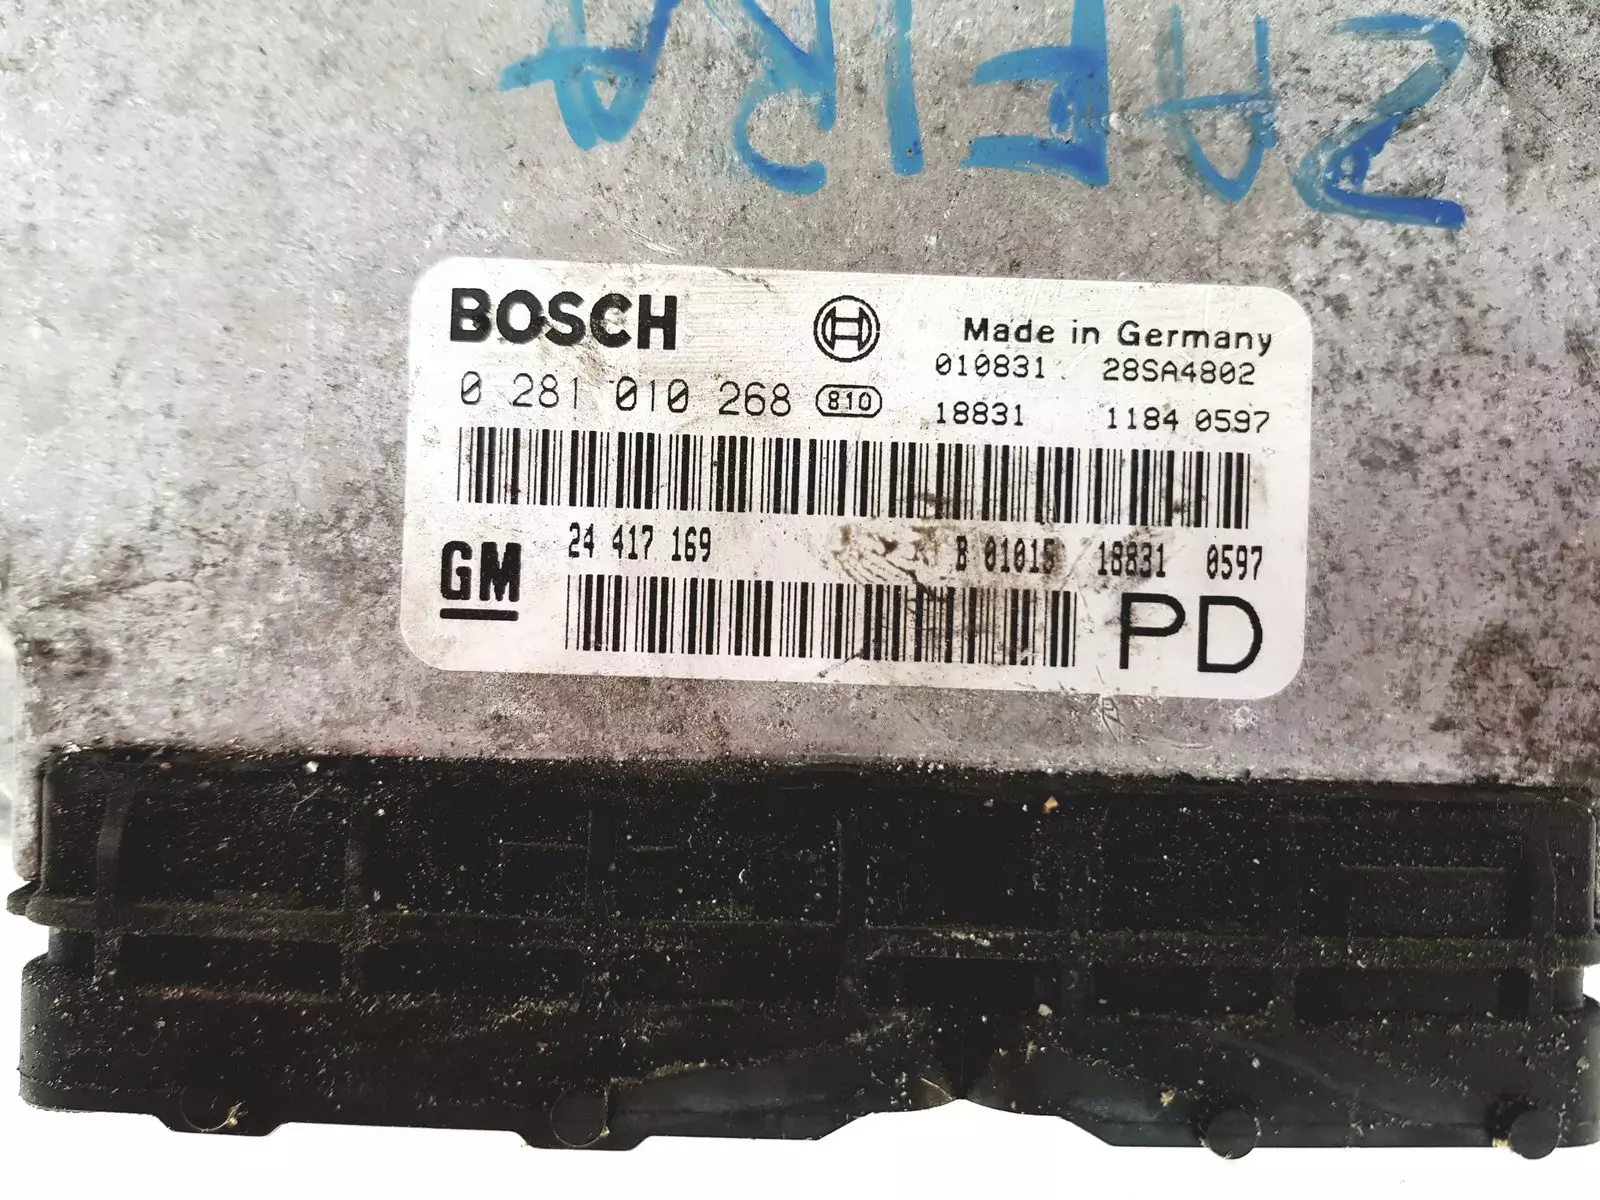 ZAFIRA
BOSCH
Made in Germany
010831 28SA4802
0 281 010 268 810
18831 1184 0597
24 417 169 B 01015 18831 0597
GM
PD